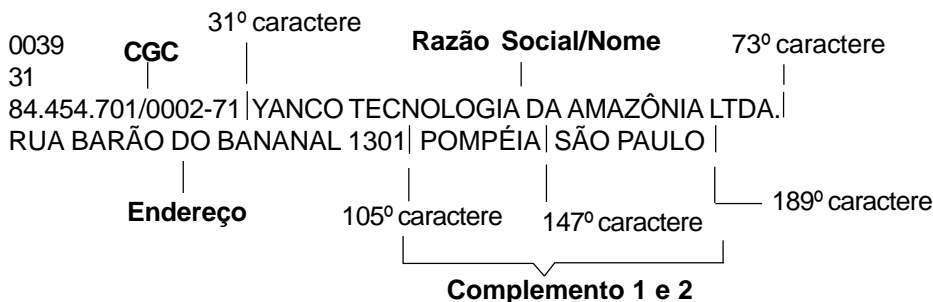 31º caractere
0039 CGC Razão Social/Nome 73º caractere
31
84.454.701/0002-71 YANCO TECNOLOGIA DA AMAZÔNIA LTDA.
RUA BARÃO DO BANANAL 1301 POMPÉIA SÃO PAULO
Endereço 105º caractere 147º caractere 189º caractere
Complemento 1 e 2